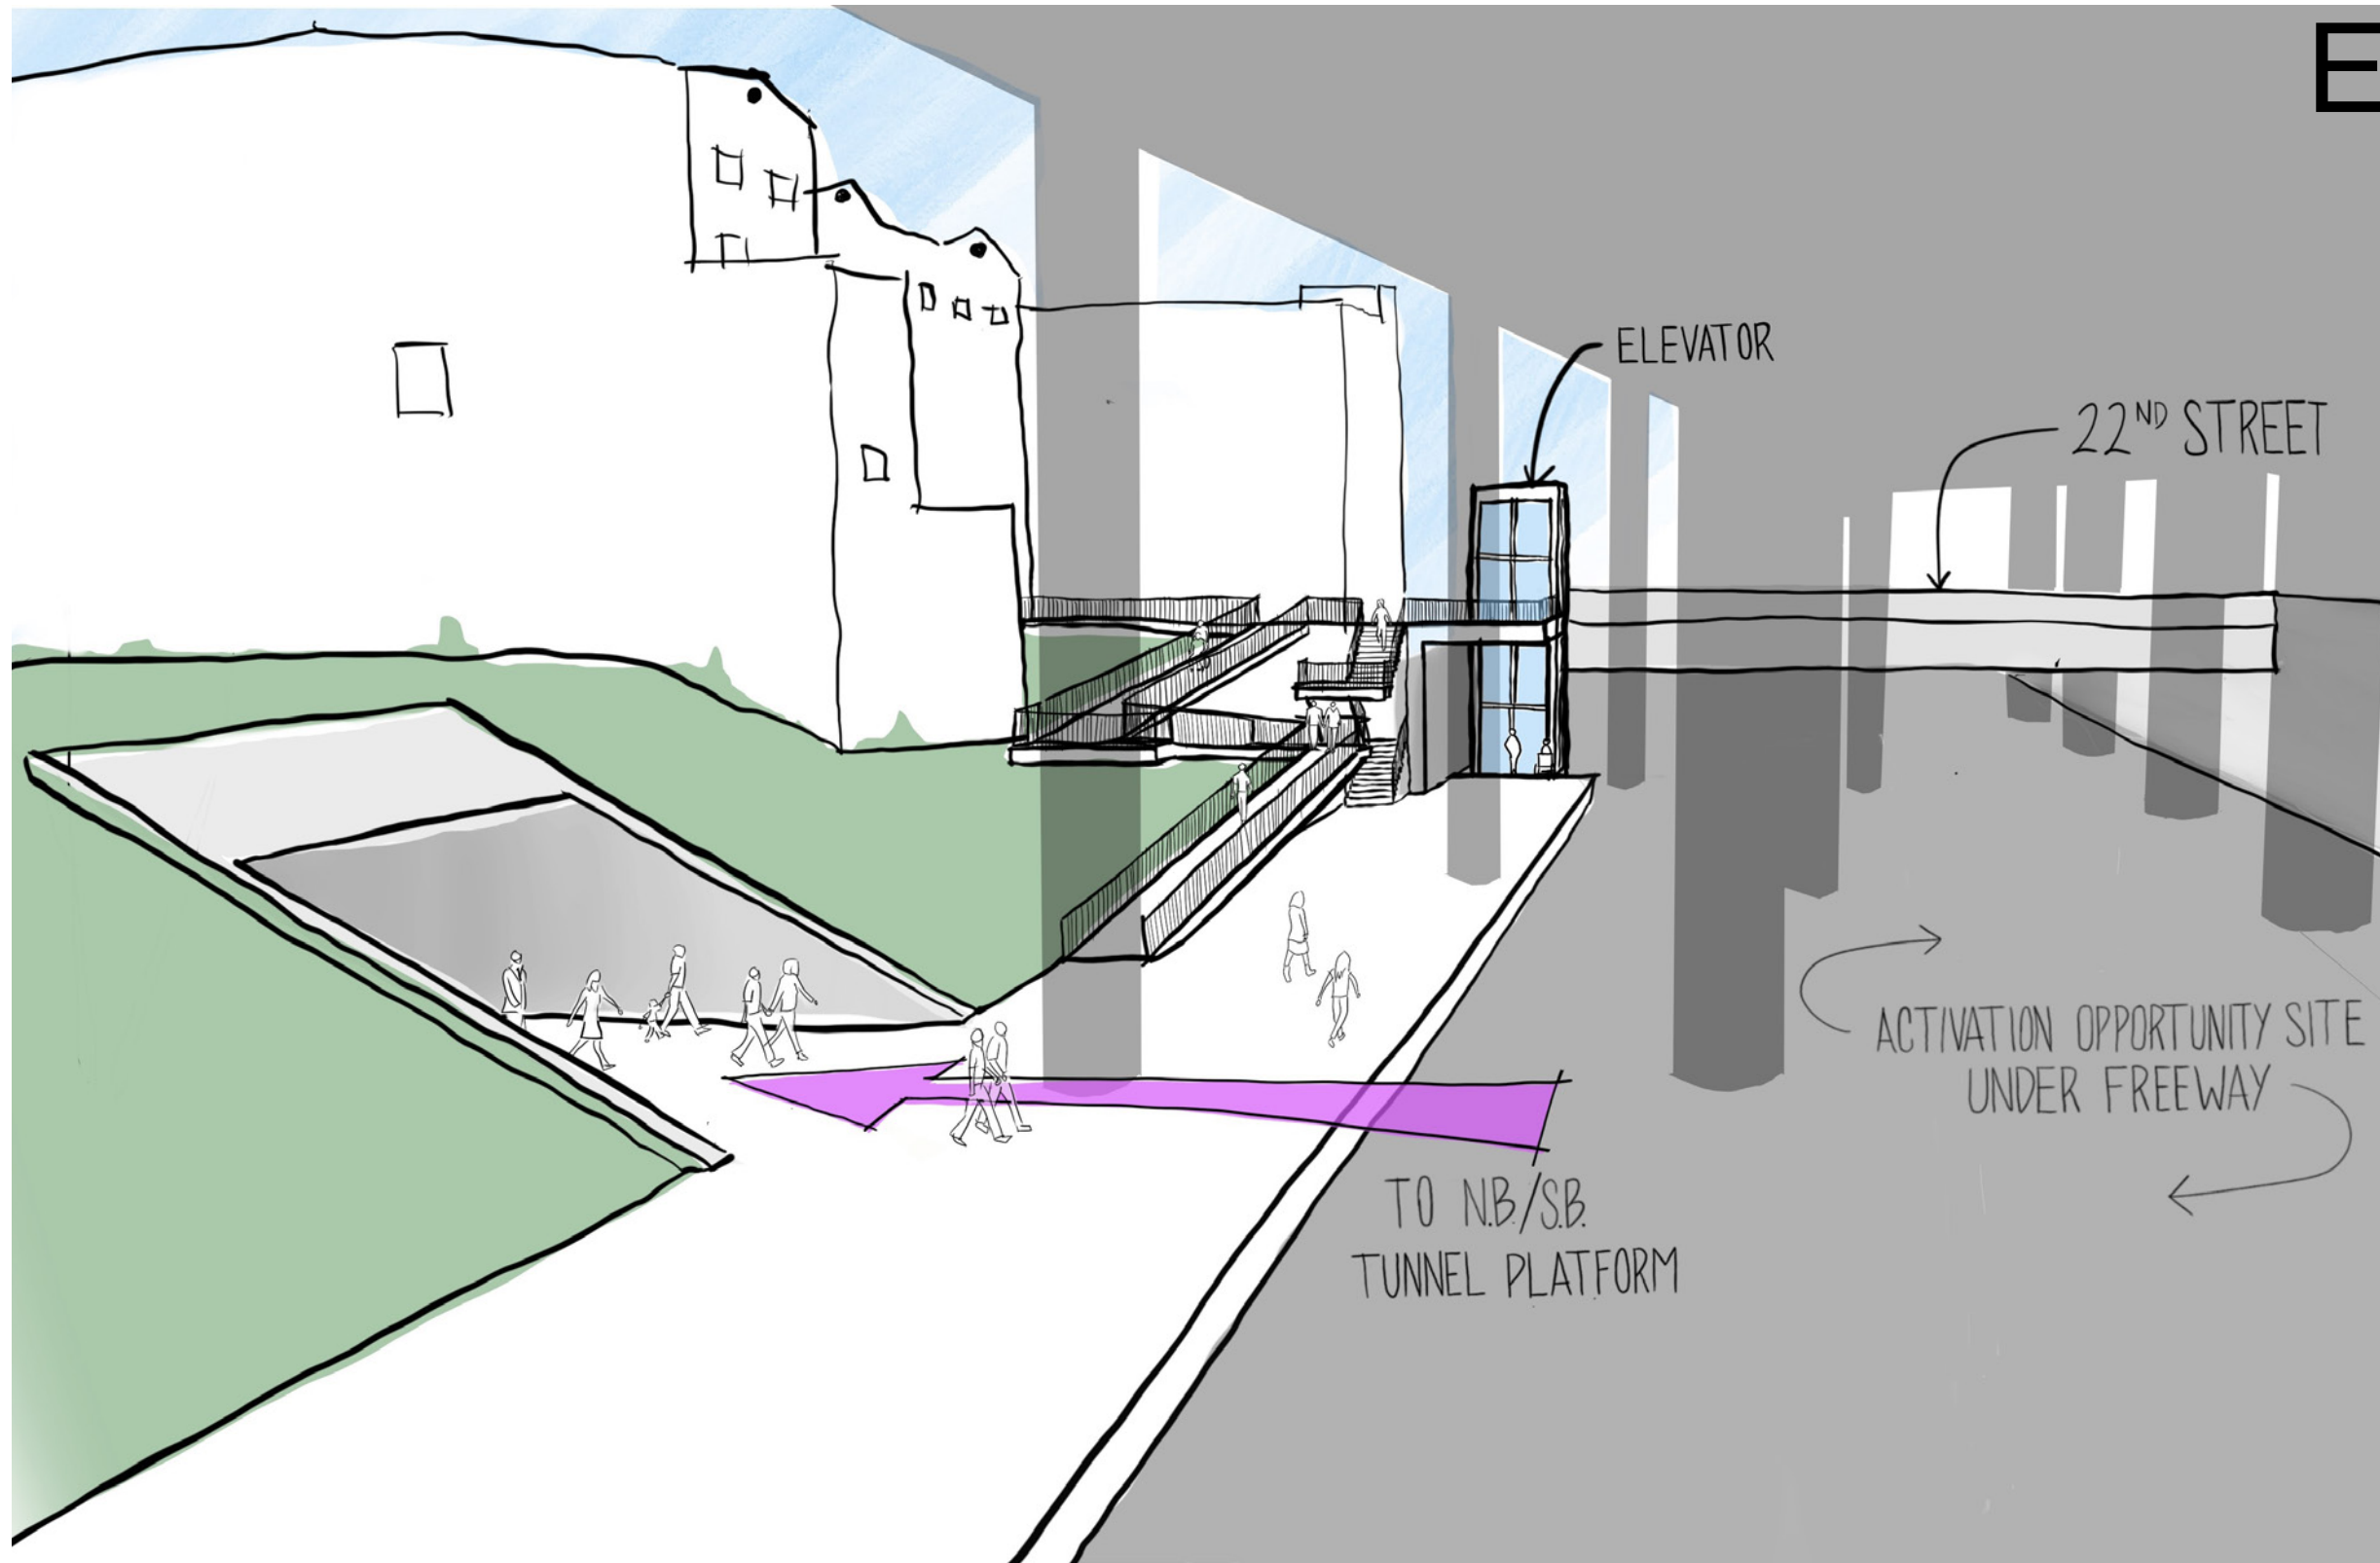 E
ELEVATOR
22ND STREET
ACTIVATION OPPORTUNITY SITE
UNDER FREEWAY
TO N.B./S.B.
TUNNEL PLATFORM